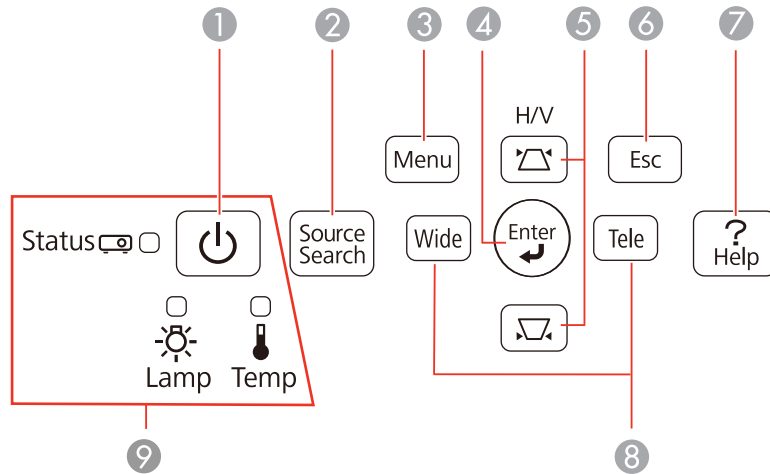 1 2 3 4 5 6 7
H/V
Menu
Esc
Status
Source
Search
Wide
Enter
Tele
?
Help
Lamp Temp
9 8